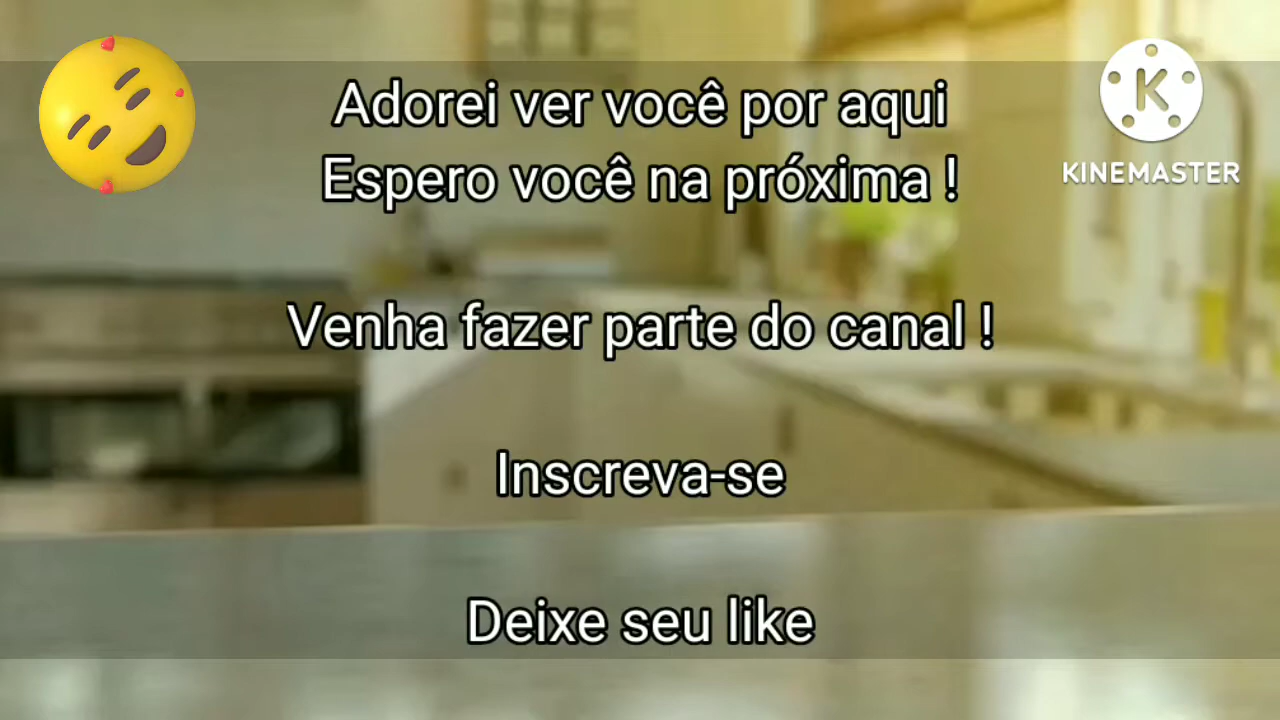 Adorei ver você por aqui
Espero você na próxima !
Venha fazer parte do canal !
Inscreva-se
Deixe seu like
K
KINEMASTER